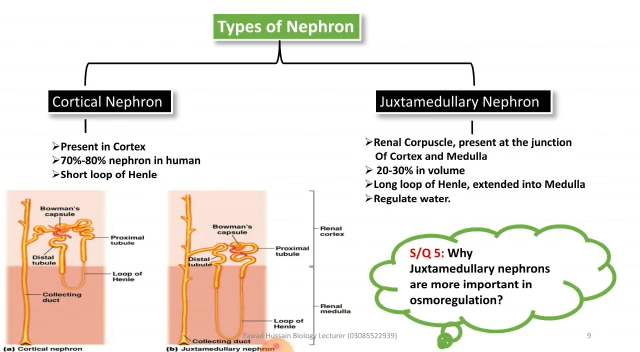 Types of Nephron
Cortical Nephron
➢Present in Cortex
➢70%-80% nephron in human
➢Short loop of Henle
Juxtamedullary Nephron
➢Renal Corpuscle, present at the junction
Of Cortex and Medulla
➢ 20-30% in volume
➢Long loop of Henle, extended into Medulla
➢Regulate water.
Bowman's
capsule
Proximal
tubule
Distal
tubule
Loop of
Henle
Collecting
duct
(a) Cortical nephron
Bowman's
capsule
Renal
cortex
Proximal
tubule
Distal
tubule
Renal
medulla
Loop of
Henle
Collecting duct
(b) Juxtamedullary nephron
S/Q 5: Why
Juxtamedullary nephrons
are more important in
osmoregulation?
Fawad Hussain Biology Lecturer (03085522939)
9